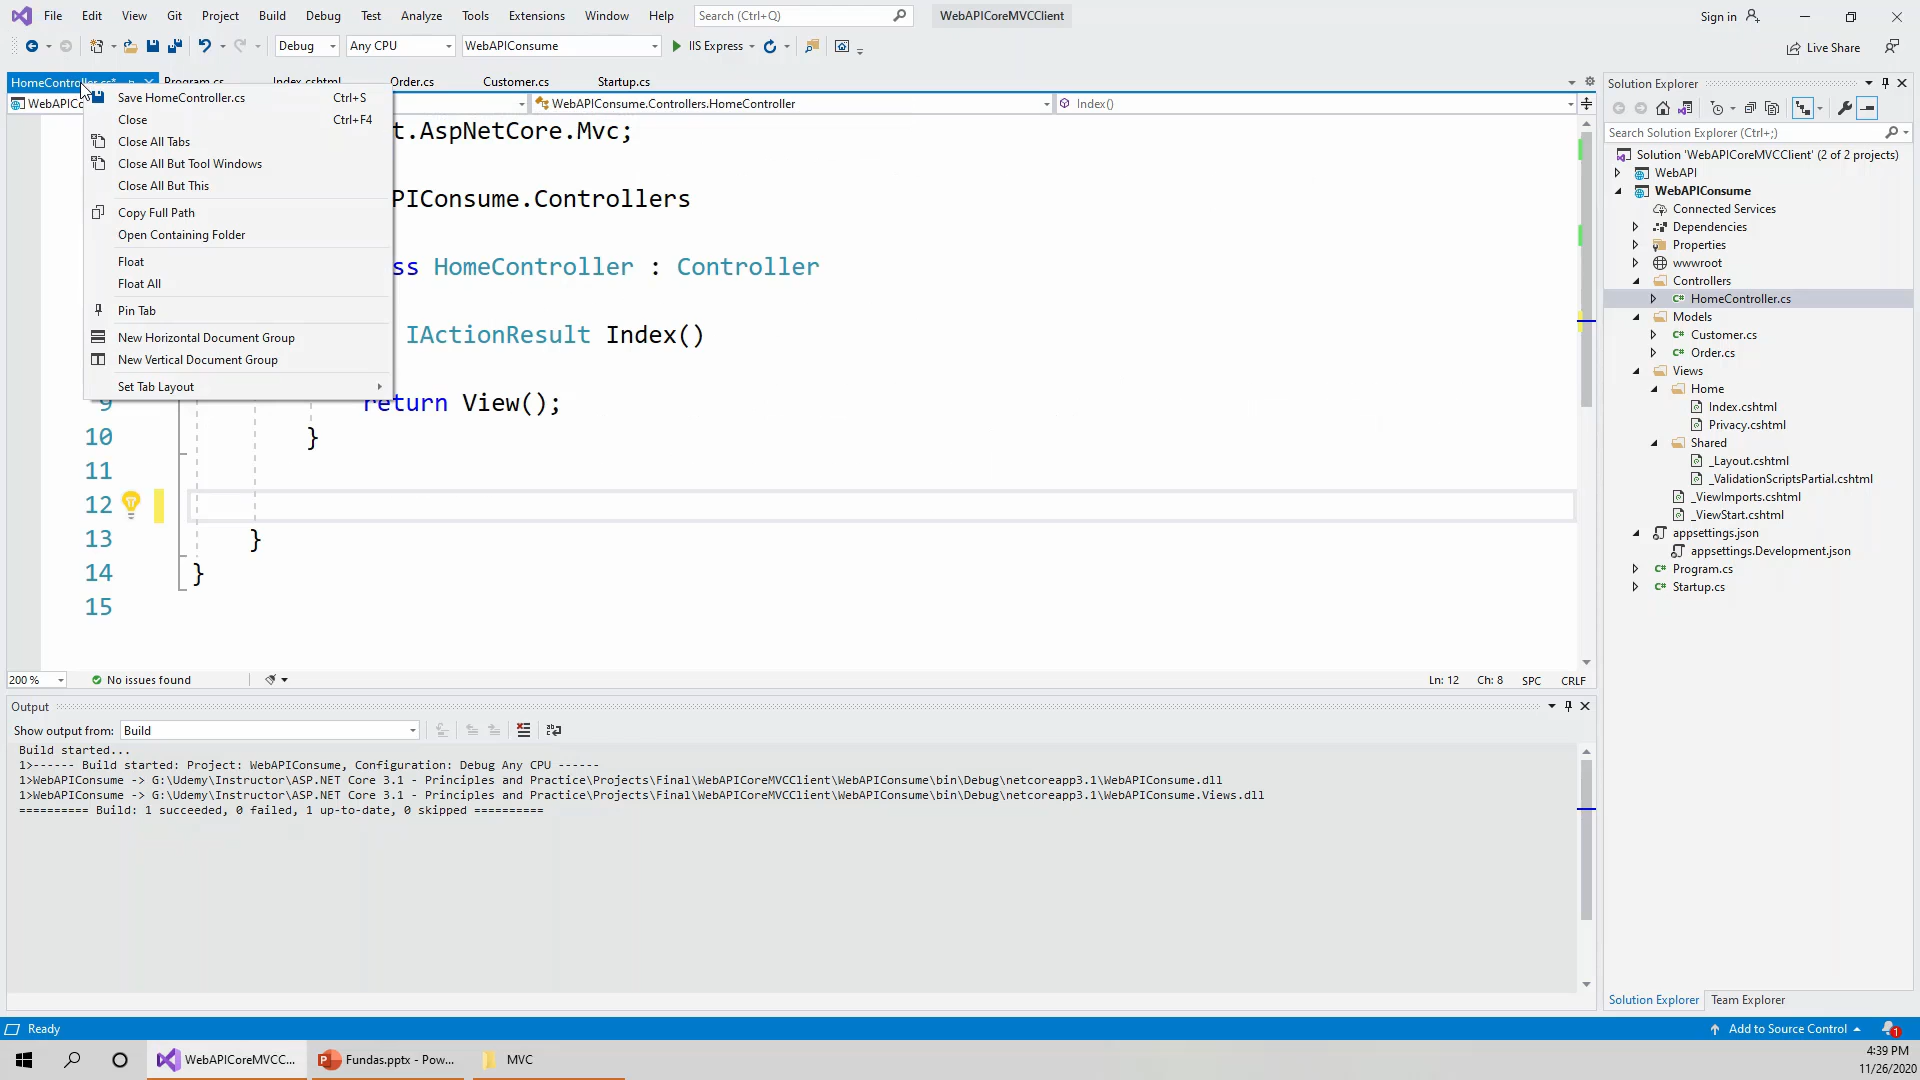 File Edit View Git Project Build Debug Test Analyze Tools Extensions Window Help Search (Ctrl+Q) WebAPICoreMVCClient Sign in
Debug Any CPU WebAPIConsume IIS Express Live Share
HomeController.cs* Program.cs Index.cshtml Order.cs Customer.cs Startup.cs
WebAPICo WebAPIConsume.Controllers.HomeController Index()
Save HomeController.cs Ctrl+S
Close Ctrl+F4
Close All Tabs
Close All But Tool Windows
Close All But This
Copy Full Path
Open Containing Folder
Float
Float All
Pin Tab
New Horizontal Document Group
New Vertical Document Group
Set Tab Layout
t.AspNetCore.Mvc;
PIConsume.Controllers
ss HomeController : Controller
IActionResult Index()
9 return View();
10 }
11
12
13 }
14 }
15
200 % No issues found Ln: 12 Ch: 8 SPC CRLF
Output
Show output from: Build
Build started...
1>------ Build started: Project: WebAPIConsume, Configuration: Debug Any CPU ------
1>WebAPIConsume -> G:\Udemy\Instructor\ASP.NET Core 3.1 - Principles and Practice\Projects\Final\WebAPICoreMVCClient\WebAPIConsume\bin\Debug\netcoreapp3.1\WebAPIConsume.dll
1>WebAPIConsume -> G:\Udemy\Instructor\ASP.NET Core 3.1 - Principles and Practice\Projects\Final\WebAPICoreMVCClient\WebAPIConsume\bin\Debug\netcoreapp3.1\WebAPIConsume.Views.dll
========== Build: 1 succeeded, 0 failed, 1 up-to-date, 0 skipped ==========
Solution Explorer
Search Solution Explorer (Ctrl+;)
Solution 'WebAPICoreMVCClient' (2 of 2 projects)
WebAPI
WebAPIConsume
Connected Services
Dependencies
Properties
wwwroot
Controllers
C# HomeController.cs
Models
C# Customer.cs
C# Order.cs
Views
Home
Index.cshtml
Privacy.cshtml
Shared
_Layout.cshtml
_ValidationScriptsPartial.cshtml
_ViewImports.cshtml
_ViewStart.cshtml
appsettings.json
appsettings.Development.json
C# Program.cs
C# Startup.cs
Solution Explorer Team Explorer
Ready Add to Source Control 1
WebAPICoreMVCC... Fundas.pptx - Pow... MVC
4:39 PM
11/26/2020